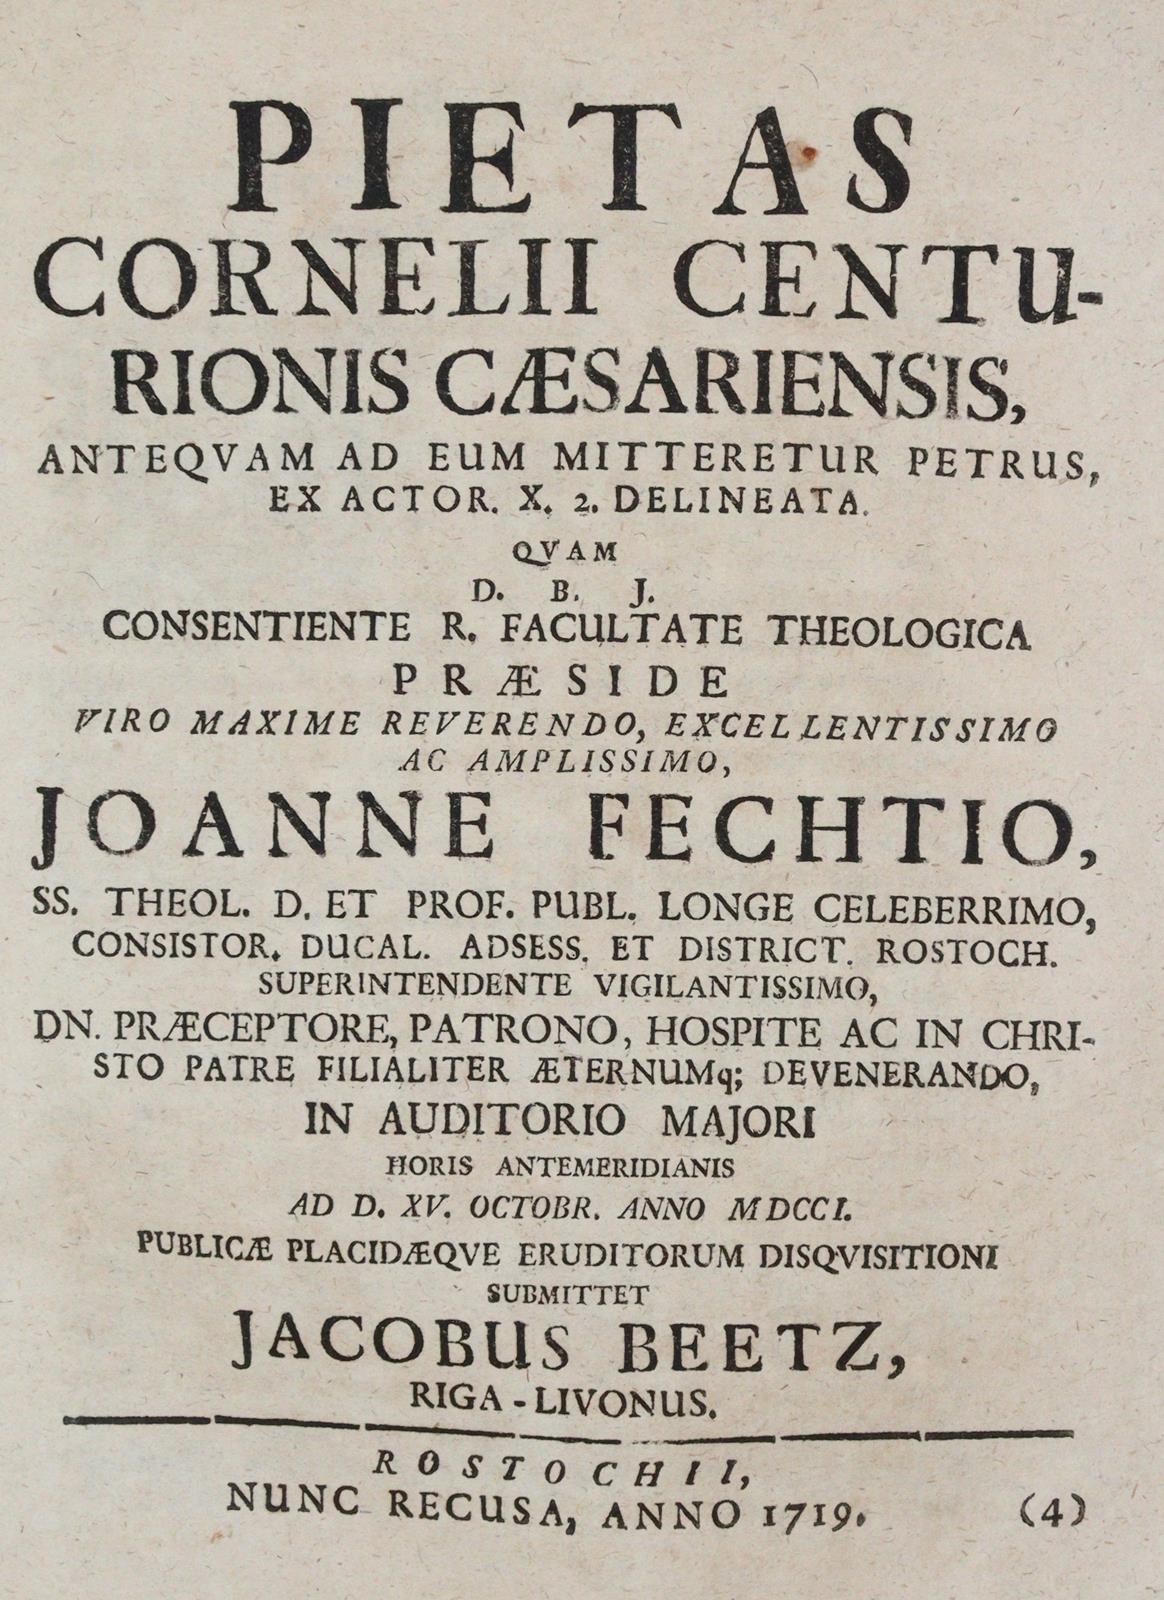 PIETAS
CORNELII CENTU-
RIONIS CÆSARIENSIS,
ANTEQVAM AD EUM MITTERETUR PETRUS,
EX ACTOR. X. 2. DELINEATA.
QVAM
D. B. J.
CONSENTIENTE R. FACULTATE THEOLOGICA
PRÆSIDE
VIRO MAXIME REVERENDO, EXCELLENTISSIMO
AC AMPLISSIMO,
JOANNE FECHTIO,
SS. THEOL. D. ET PROF. PUBL. LONGE CELEBERRIMO,
CONSISTOR. DUCAL. ADSESS. ET DISTRICT. ROSTOCH.
SUPERINTENDENTE VIGILANTISSIMO,
DN. PRÆCEPTORE, PATRONO, HOSPITE AC IN CHRI-
STO PATRE FILIALITER ÆTERNUMq; DEVENERANDO,
IN AUDITORIO MAJORI
HORIS ANTEMERIDIANIS
AD D. XV. OCTOBR. ANNO MDCCI.
PUBLICÆ PLACIDÆQVE ERUDITORUM DISQVISITIONI
SUBMITTET
JACOBUS BEETZ,
RIGA-LIVONUS.
ROSTOCHII,
NUNC RECUSA, ANNO 1719. (4)